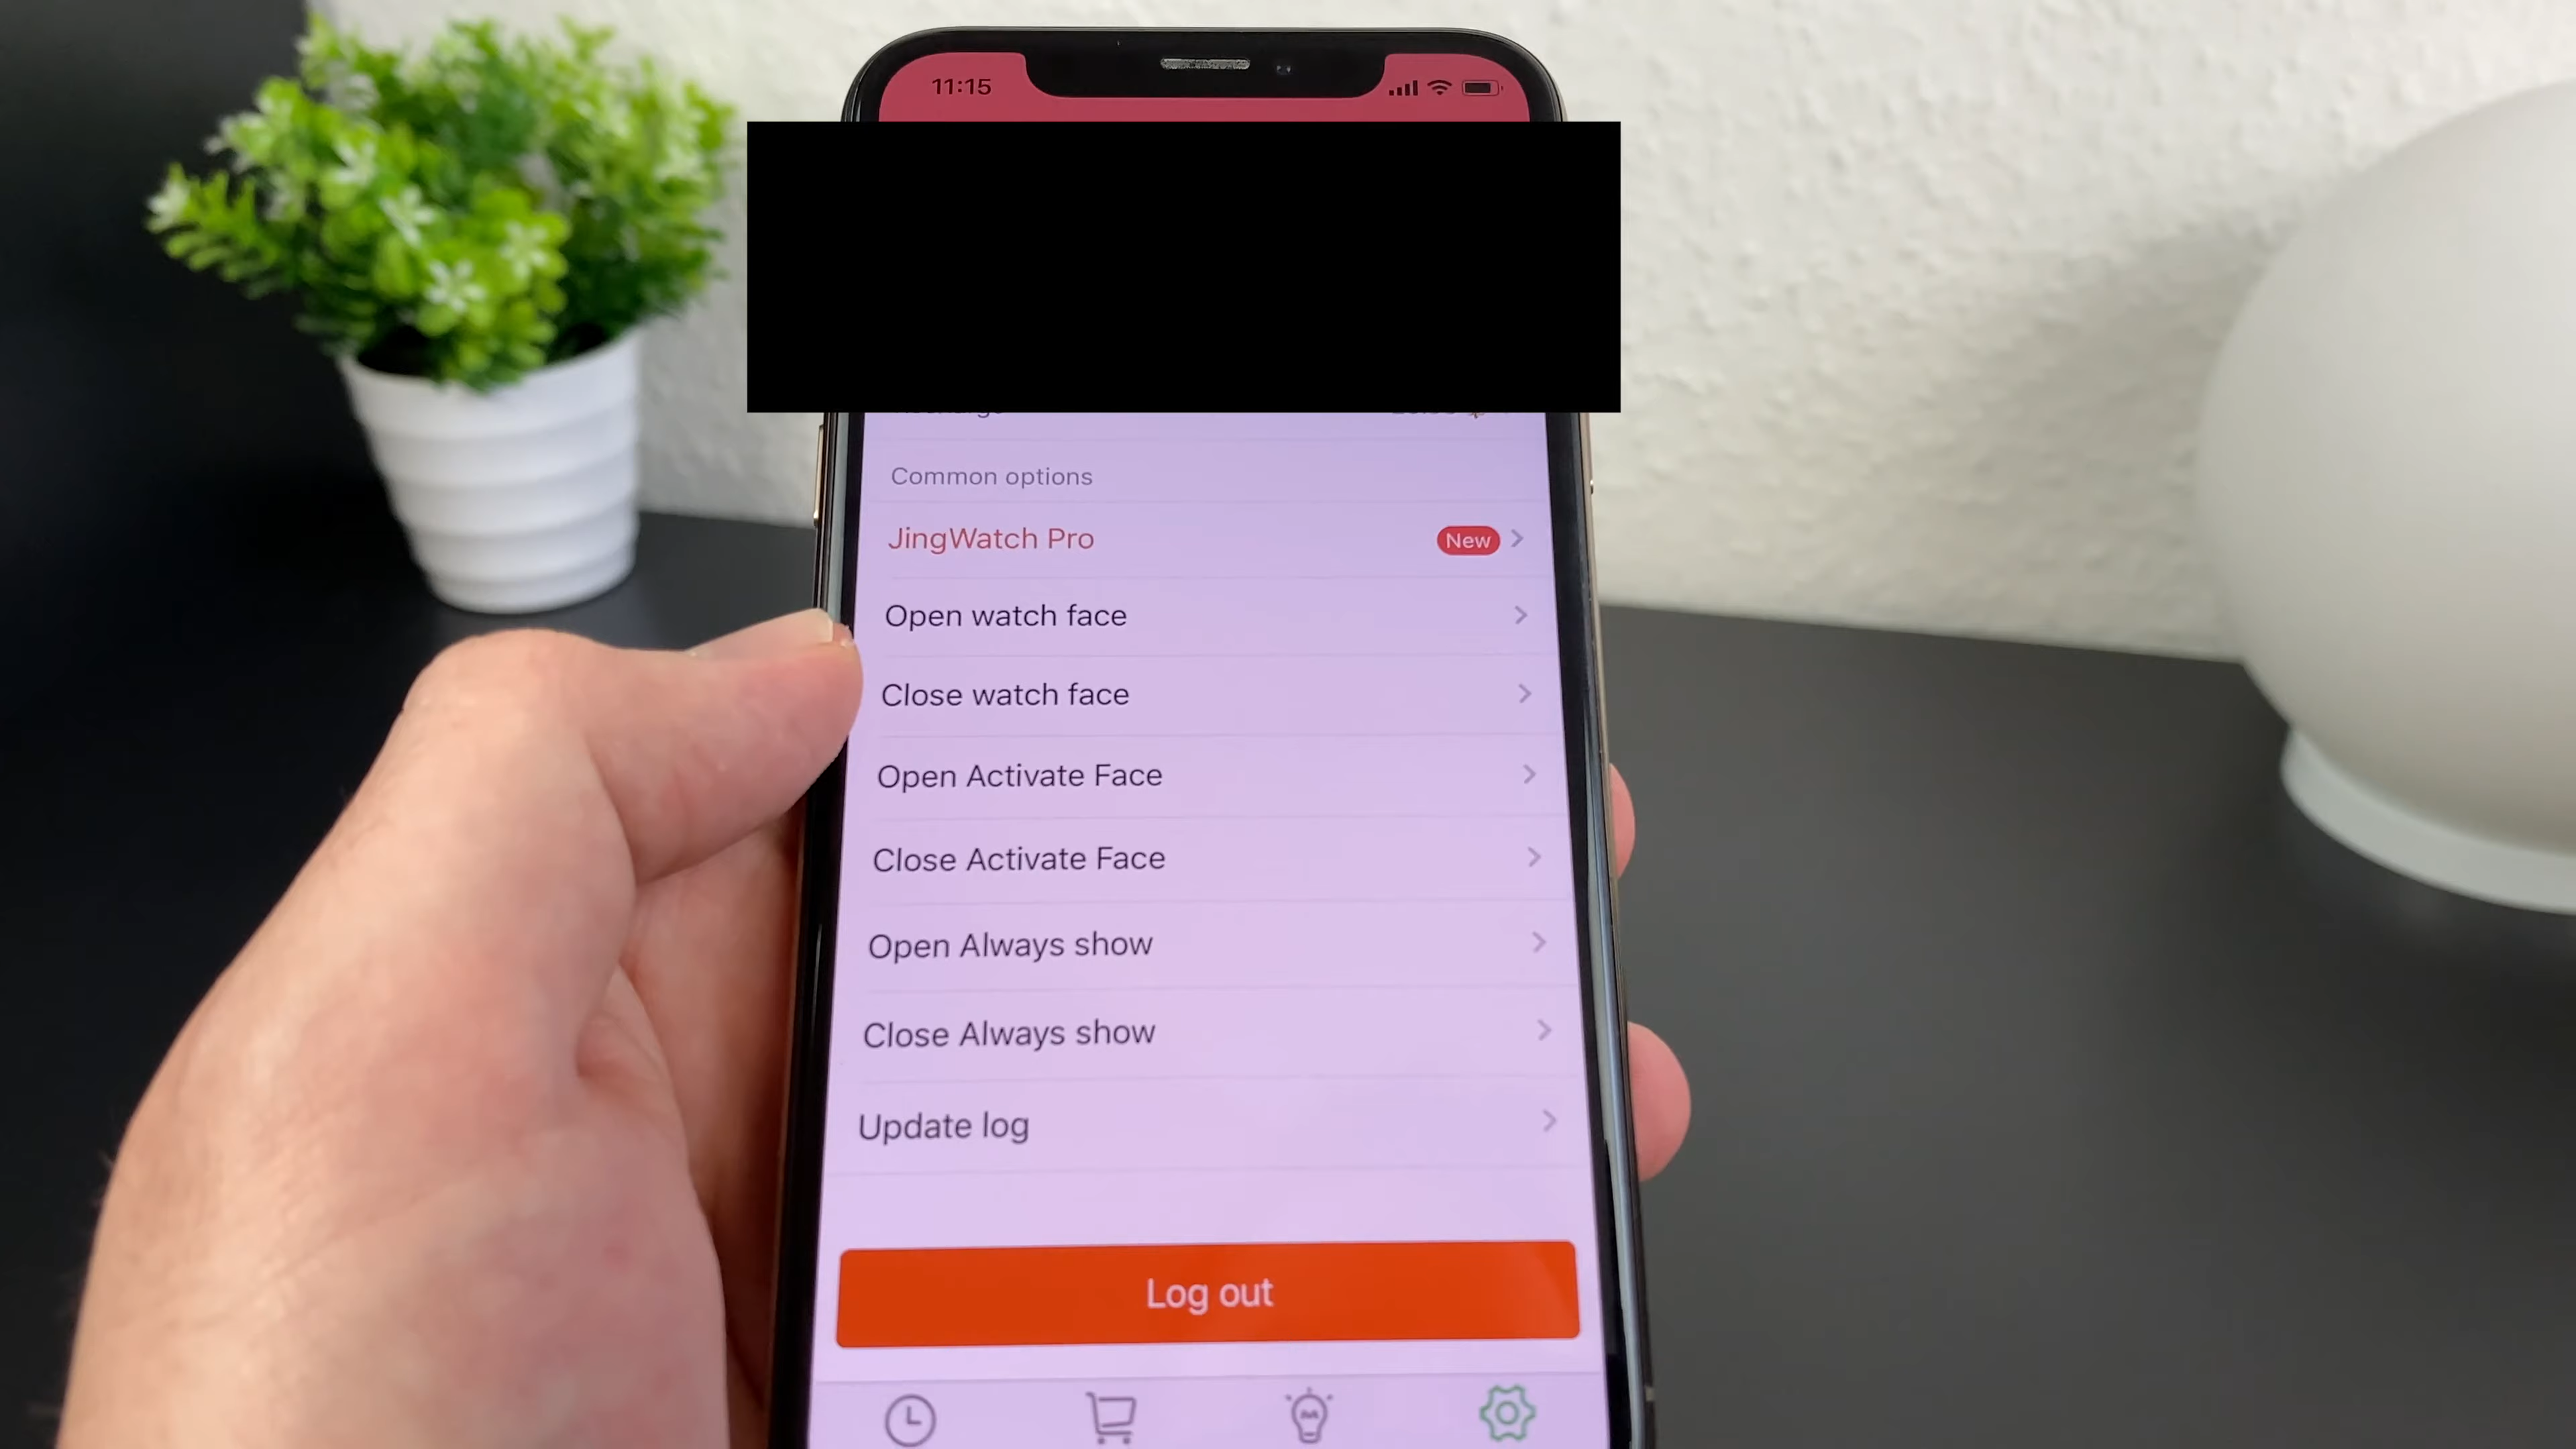 11:15
Common options
JingWatch Pro New
Open watch face
Close watch face
Open Activate Face
Close Activate Face
Open Always show
Close Always show
Update log
Log out